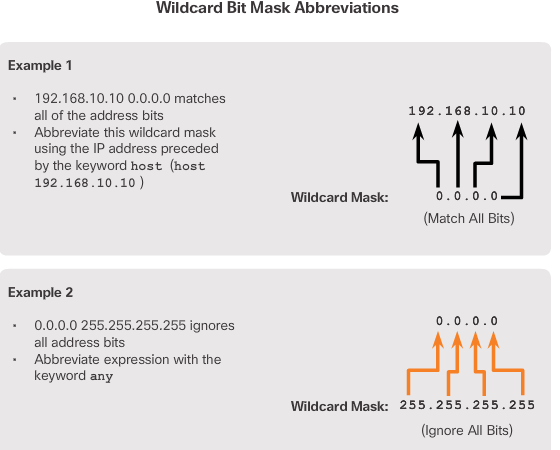 Wildcard Bit Mask Abbreviations
Example 1
▪ 192.168.10.10 0.0.0.0 matches
all of the address bits
▪ Abbreviate this wildcard mask
using the IP address preceded
by the keyword host (host
192.168.10.10 )
192.168.10.10
Wildcard Mask: 0.0.0.0
(Match All Bits)
Example 2
▪ 0.0.0.0 255.255.255.255 ignores
all address bits
▪ Abbreviate expression with the
keyword any
0.0.0.0
Wildcard Mask: 255.255.255.255
(Ignore All Bits)